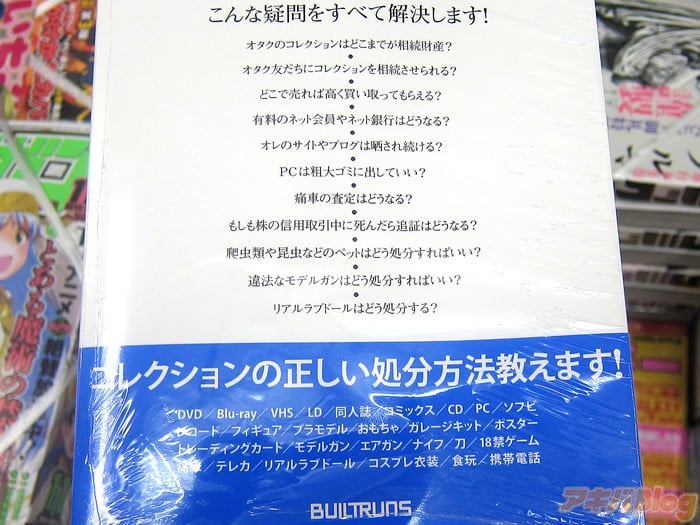 こんな疑問をすべて解決します!
オタクのコレクションはどこまでが相続財産?
オタク友だちにコレクションを相続させられる?
どこで売れば高く買い取ってもらえる?
有料のネット会員やネット銀行はどうなる?
オレのサイトやブログは晒され続ける?
PCは粗大ゴミに出していい?
痛車の査定はどうなる?
もしも株の信用取引中に死んだら追証はどうなる?
爬虫類や昆虫などのペットはどう処分すればいい?
違法なモデルガンはどう処分すればいい?
リアルラブドールはどう処分する?
コレクションの正しい処分方法教えます!
DVD/Blu-ray/VHS/LD/同人誌/コミックス/CD/PC/ソフビ
レコード/フィギュア/プラモデル/おもちゃ/ガレージキット/ポスター
トレーディングカード/モデルガン/エアガン/ナイフ/刀/18禁ゲーム
痛車/テレカ/リアルラブドール/コスプレ衣装/食玩/携帯電話
とある魔術の禁
アキバBlog